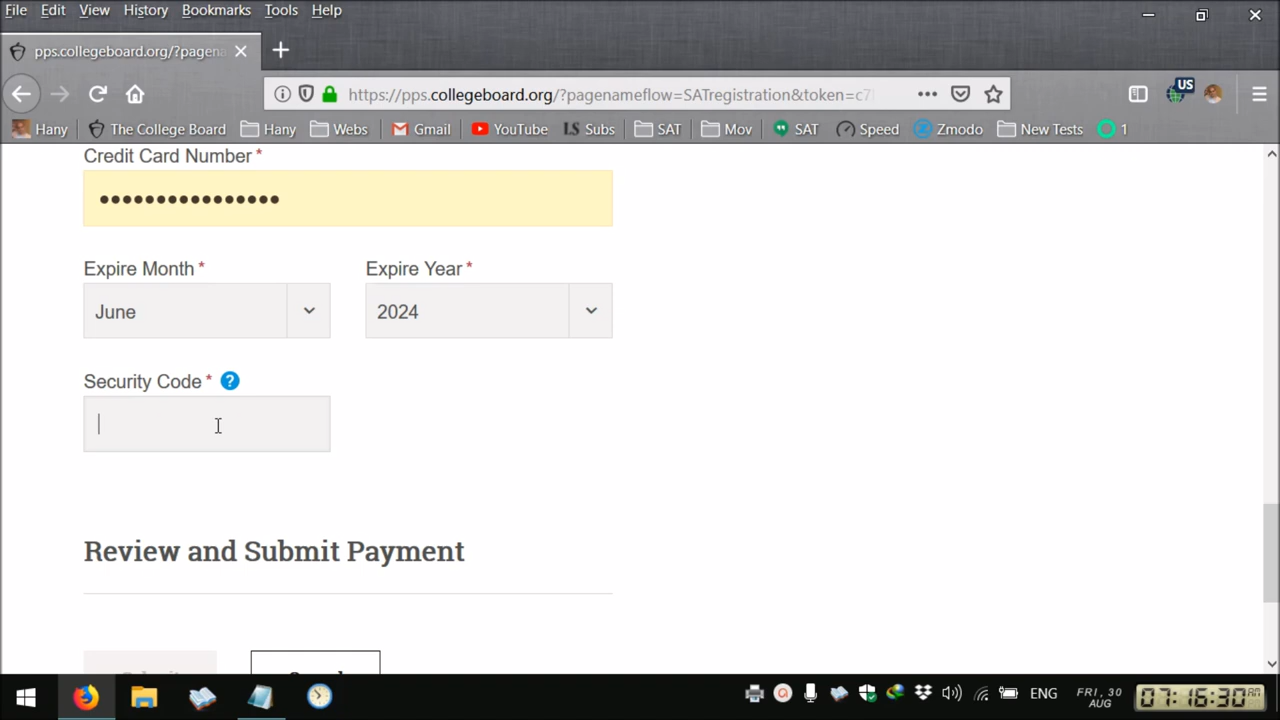 File Edit View History Bookmarks Tools Help
pps.collegeboard.org/?pagena
https://pps.collegeboard.org/?pagenameflow=SATregistration&token=c7
US
Hany The College Board Hany Webs Gmail YouTube LS Subs SAT Mov SAT Speed Zmodo New Tests 1
Credit Card Number *
••••••••••••••••
Expire Month * Expire Year *
June 2024
Security Code * ?
Review and Submit Payment
ENG
FRI, 30
AUG
07:16:30 AM